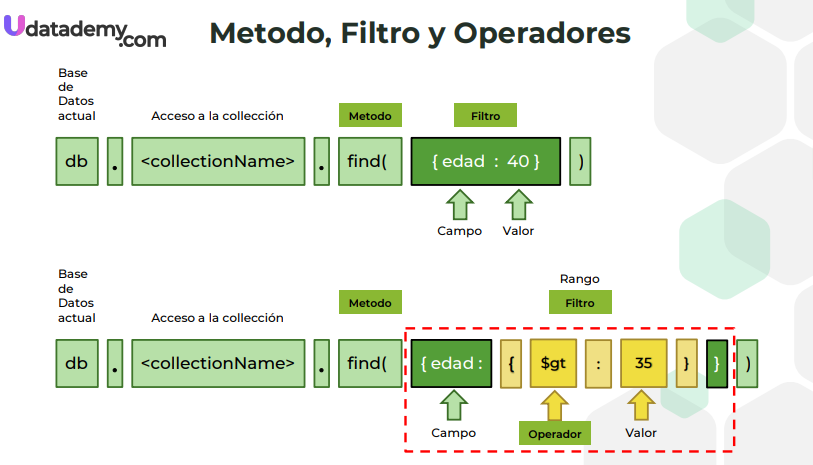 Udatademy
.com
Metodo, Filtro y Operadores
Base
de
Datos
actual
Acceso a la collección
Metodo
Filtro
db . <collectionName> . find( { edad : 40 } )
Campo Valor
Base
de
Datos
actual
Acceso a la collección
Metodo
Rango
Filtro
db . <collectionName> . find( { edad : { $gt : 35 } } )
Campo Operador Valor